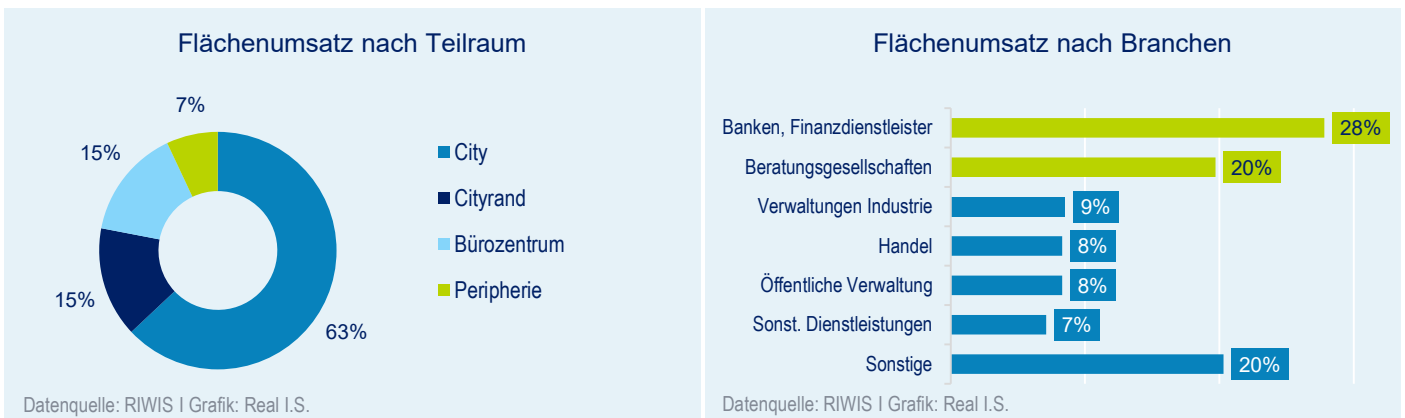 Flächenumsatz nach Teilraum
7%
15%
15%
63%
City
Cityrand
Bürozentrum
Peripherie
Datenquelle: RIWIS I Grafik: Real I.S.
Flächenumsatz nach Branchen
Banken, Finanzdienstleister 28%
Beratungsgesellschaften 20%
Verwaltungen Industrie 9%
Handel 8%
Öffentliche Verwaltung 8%
Sonst. Dienstleistungen 7%
Sonstige 20%
Datenquelle: RIWIS I Grafik: Real I.S.